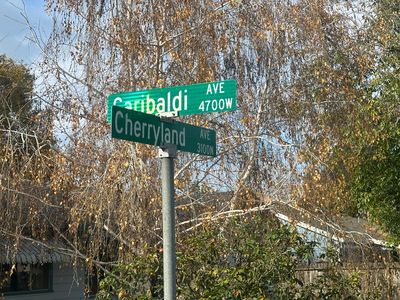 Garibaldi AVE
4700W
Cherryland AVE
3100N